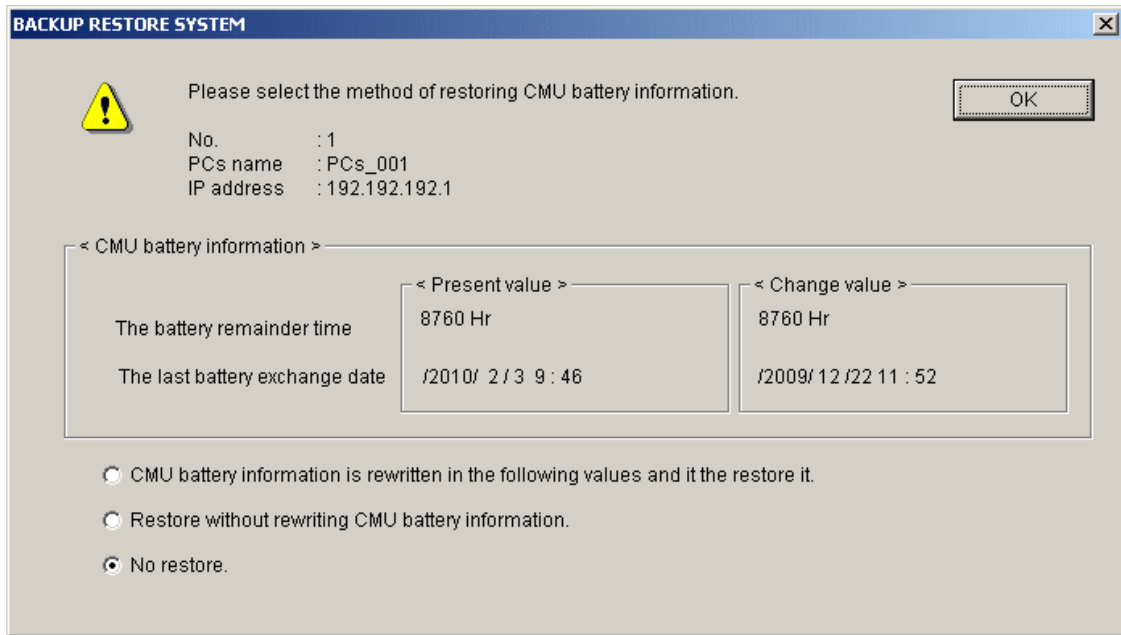 BACKUP RESTORE SYSTEM
Please select the method of restoring CMU battery information.
OK
No. : 1
PCs name : PCs_001
IP address : 192.192.192.1
< CMU battery information >
< Present value > < Change value >
The battery remainder time 8760 Hr 8760 Hr
The last battery exchange date /2010/ 2 / 3 9 : 46 /2009/ 12 /22 11 : 52
CMU battery information is rewritten in the following values and it the restore it.
Restore without rewriting CMU battery information.
No restore.